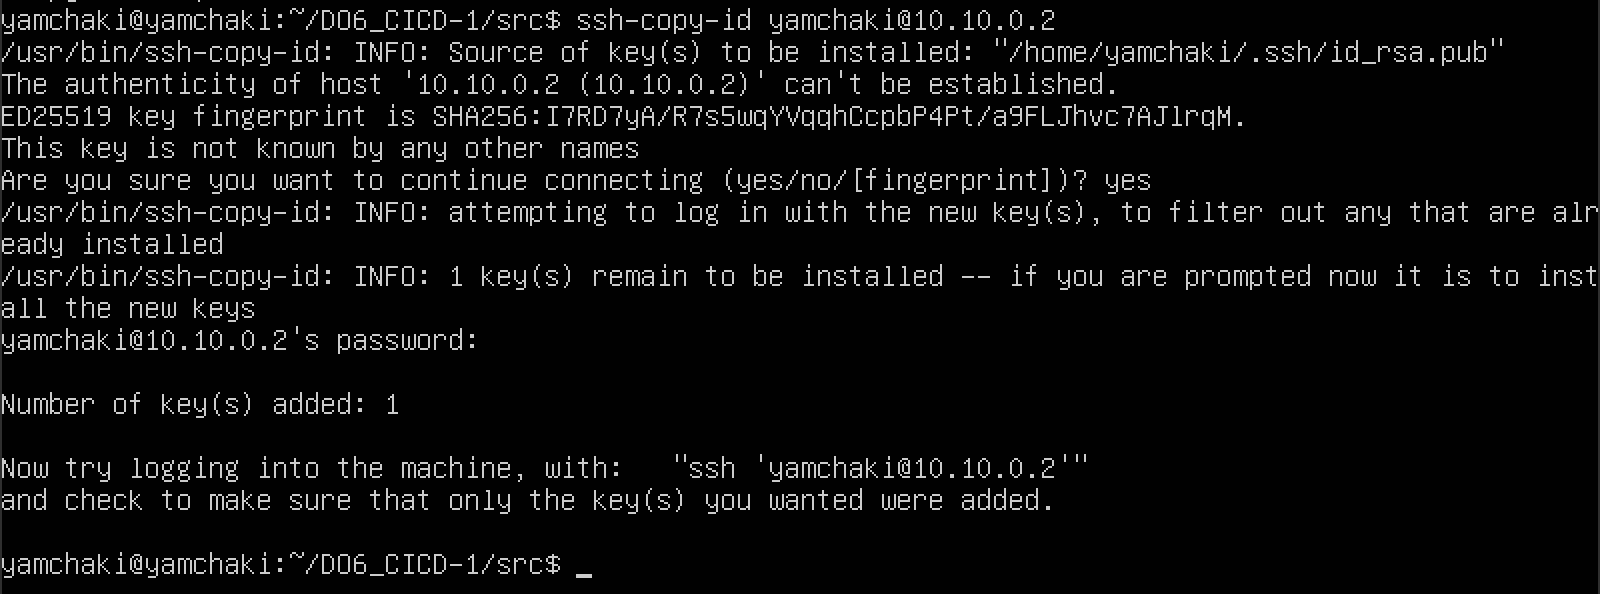 yamchaki@yamchaki:~/DO6_CICD-1/src$ ssh-copy-id yamchaki@10.10.0.2
/usr/bin/ssh-copy-id: INFO: Source of key(s) to be installed: "/home/yamchaki/.ssh/id_rsa.pub"
The authenticity of host '10.10.0.2 (10.10.0.2)' can't be established.
ED25519 key fingerprint is SHA256:I7RD7yA/R7s5wqYVqqhCcpbP4Pt/a9FLJhvc7AJlrqM.
This key is not known by any other names
Are you sure you want to continue connecting (yes/no/[fingerprint])? yes
/usr/bin/ssh-copy-id: INFO: attempting to log in with the new key(s), to filter out any that are alr
eady installed
/usr/bin/ssh-copy-id: INFO: 1 key(s) remain to be installed -- if you are prompted now it is to inst
all the new keys
yamchaki@10.10.0.2's password:
Number of key(s) added: 1
Now try logging into the machine, with:   "ssh 'yamchaki@10.10.0.2'"
and check to make sure that only the key(s) you wanted were added.
yamchaki@yamchaki:~/DO6_CICD-1/src$ _